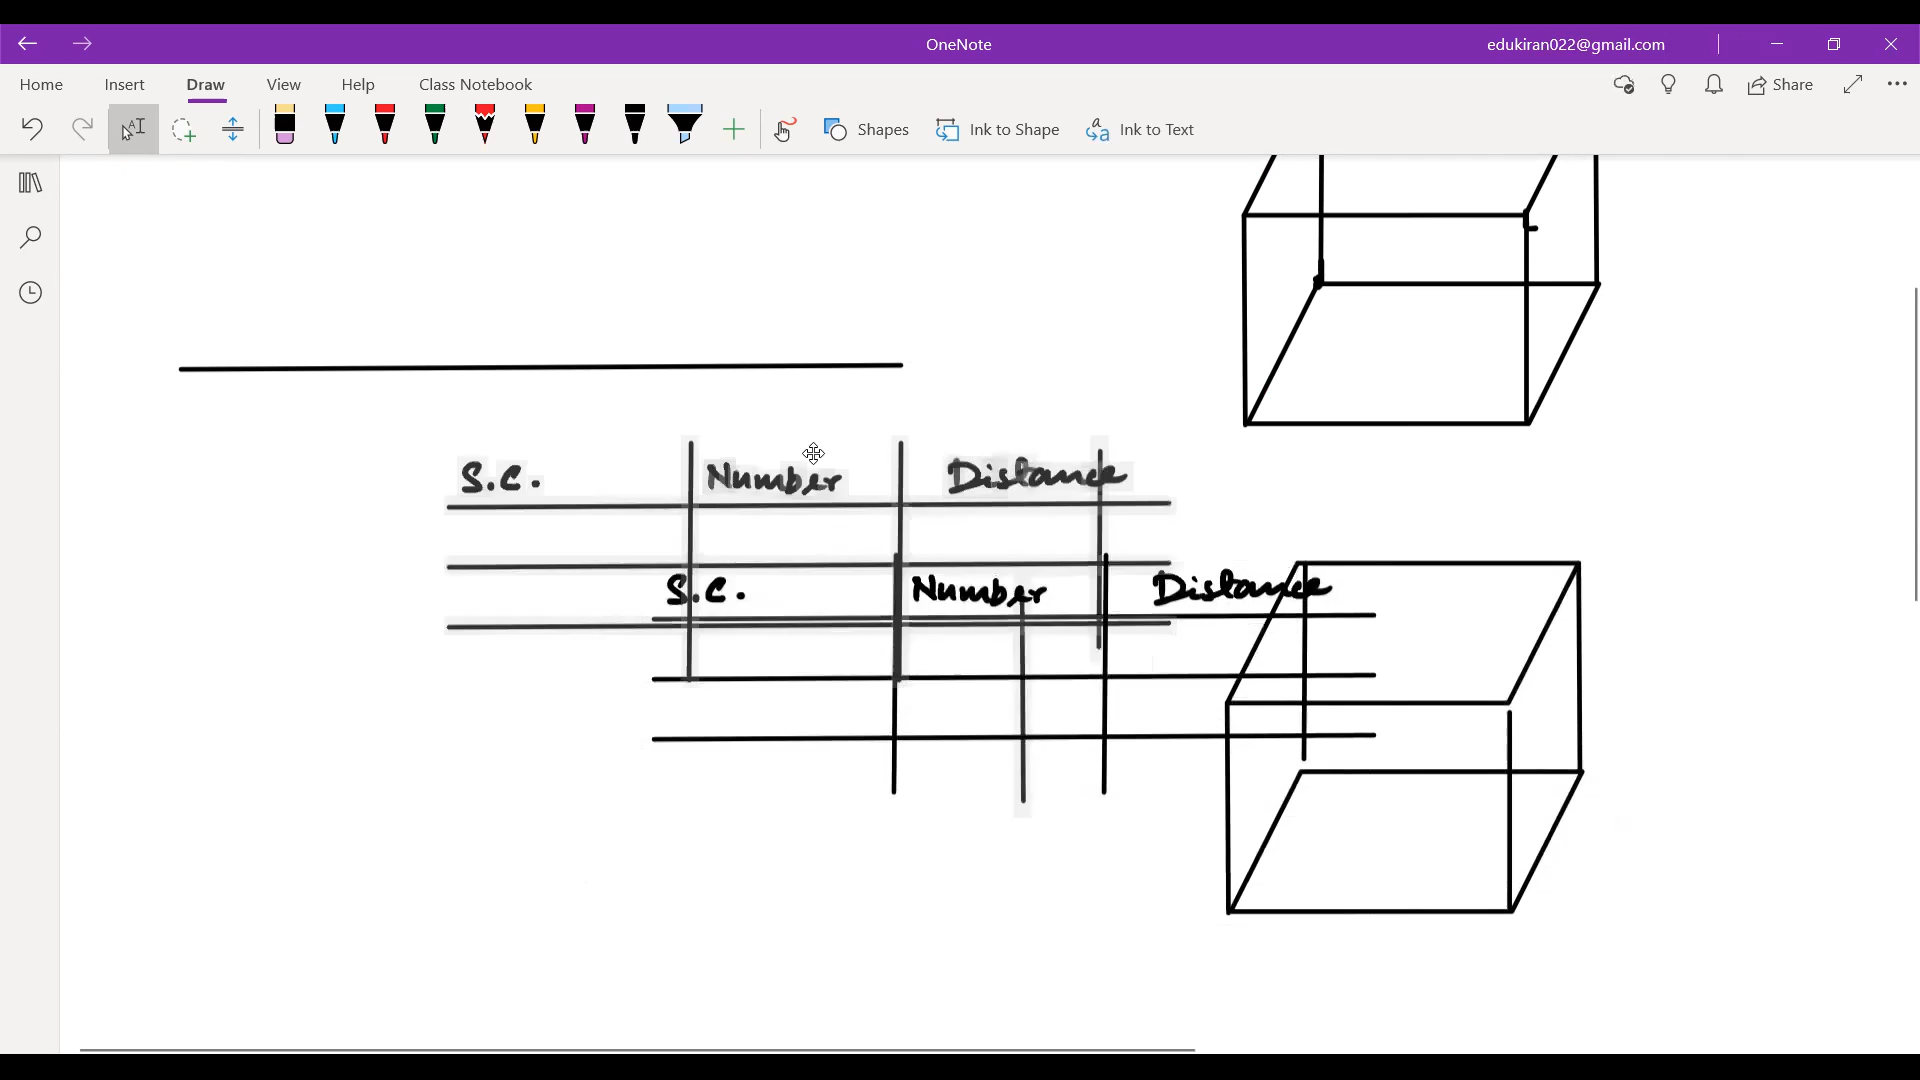 OneNote
edukiran022@gmail.com
Home Insert Draw View Help Class Notebook
Share
Shapes Ink to Shape Ink to Text
S.C. Number Distance
S.C. Number Distance